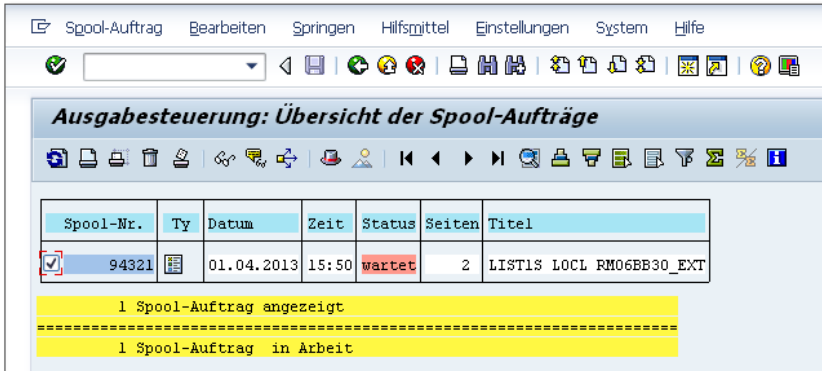 Spool-Auftrag Bearbeiten Springen Hilfsmittel Einstellungen System Hilfe
Ausgabesteuerung: Übersicht der Spool-Aufträge
Spool-Nr. Ty Datum Zeit Status Seiten Titel
94321 01.04.2013 15:50 wartet 2 LIST1S LOCL RM06BB30_EXT
1 Spool-Auftrag angezeigt
==========================================================================
1 Spool-Auftrag in Arbeit